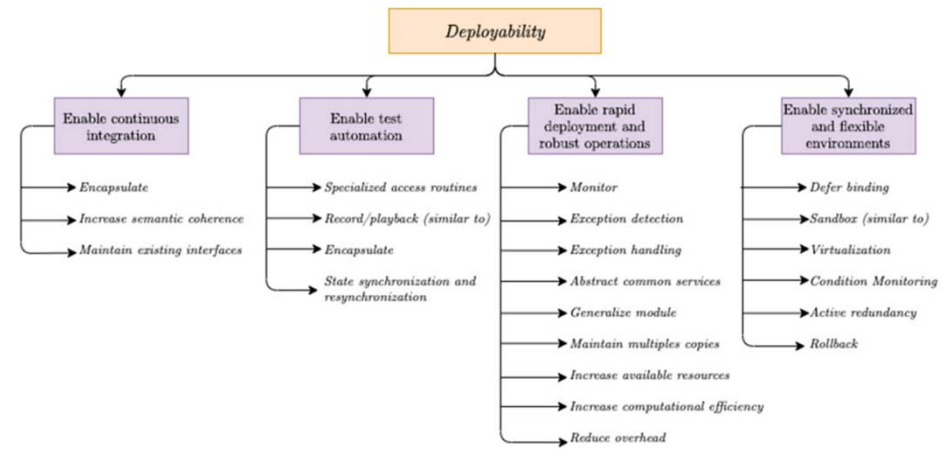 Deployability
Enable continuous
integration
Encapsulate
Increase semantic coherence
Maintain existing interfaces
Enable test
automation
Specialized access routines
Record/playback (similar to)
Encapsulate
State synchronization and
resynchronization
Enable rapid
deployment and
robust operations
Monitor
Exception detection
Exception handling
Abstract common services
Generalize module
Maintain multiples copies
Increase available resources
Increase computational efficiency
Reduce overhead
Enable synchronized
and flexible
environments
Defer binding
Sandbox (similar to)
Virtualization
Condition Monitoring
Active redundancy
Rollback